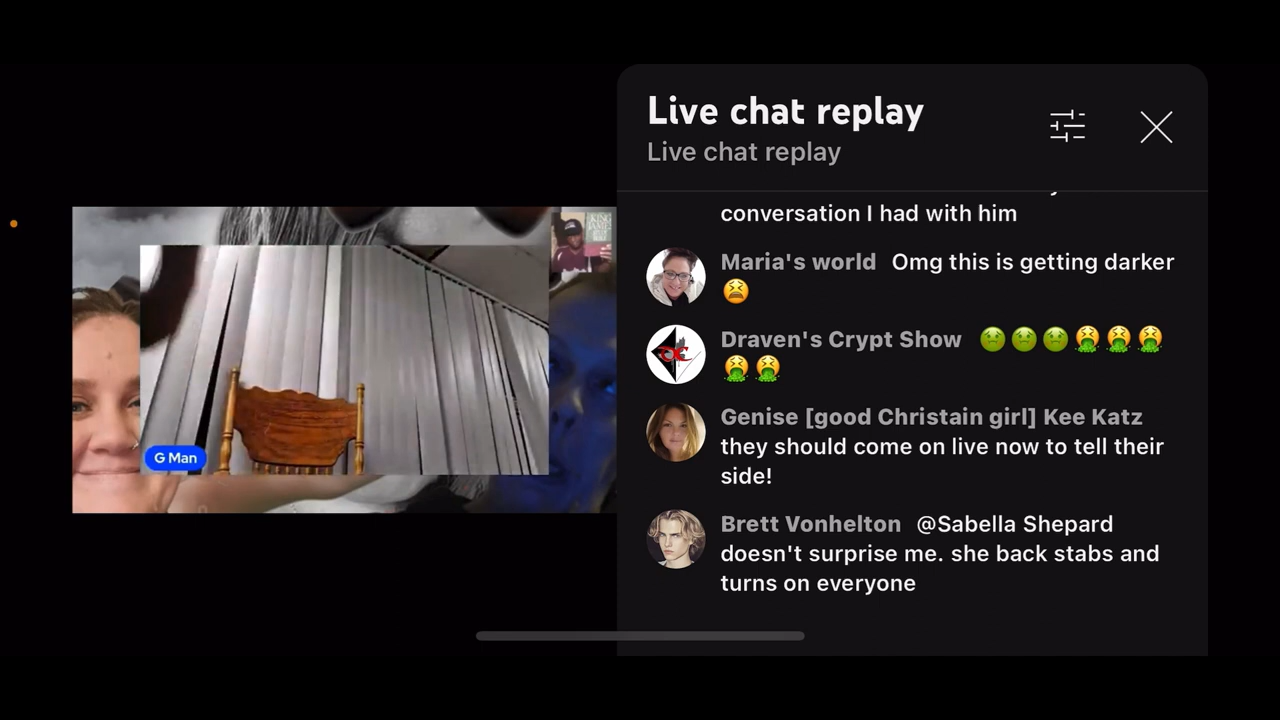 Live chat replay
Live chat replay
conversation I had with him
Maria's world Omg this is getting darker
😫
Draven's Crypt Show 🤢🤢🤢🤮🤮🤮
🤮🤮
Genise [good Christain girl] Kee Katz
they should come on live now to tell their
side!
Brett Vonhelton @Sabella Shepard
doesn't surprise me. she back stabs and
turns on everyone
G Man